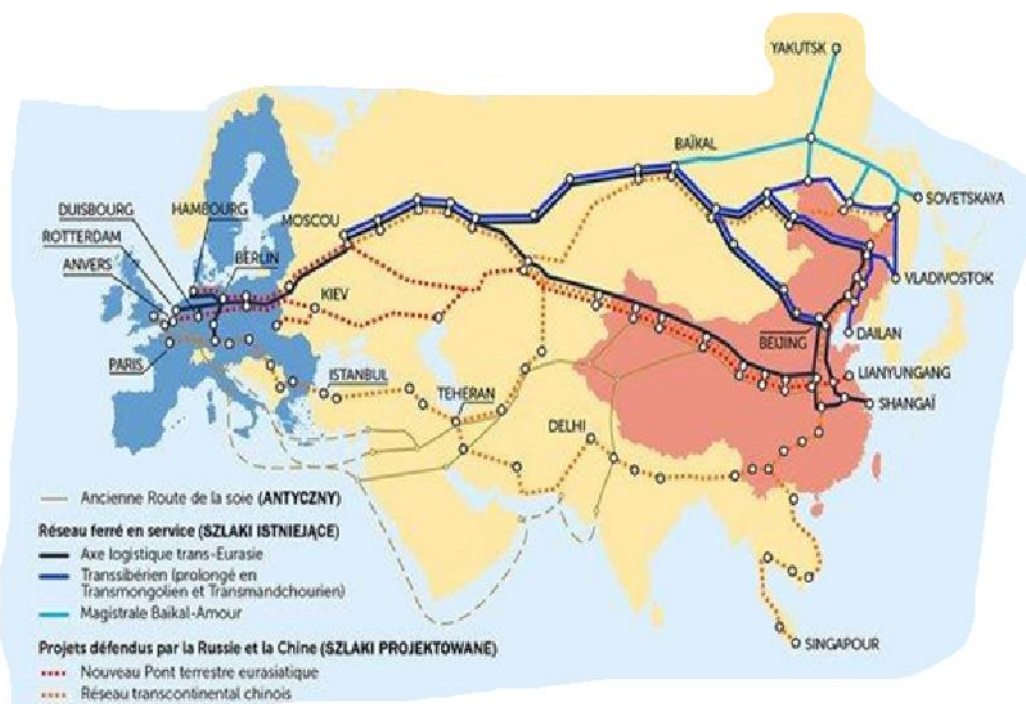 YAKUTSK
BAÏKAL
SOVETSKAYA
DUISBOURG
HAMBOURG
MOSCOU
ROTTERDAM
ANVERS
BERLIN
VLADIVOSTOK
KIEV
DAILAN
BEIJING
PARIS
LIANYUNGANG
ISTANBUL
TEHERAN
SHANGAÏ
DELHI
SINGAPOUR
Ancienne Route de la soie (ANTYCZNY)
Réseau ferré en service (SZLAKI ISTNIEJĄCE)
Axe logistique trans-Eurasie
Transsibérien (prolongé en
Transmongolien et Transmandchourien)
Magistrale Baïkal-Amour
Projets défendus par la Russie et la Chine (SZLAKI PROJEKTOWANE)
Nouveau Pont terrestre eurasiatique
Réseau transcontinental chinois